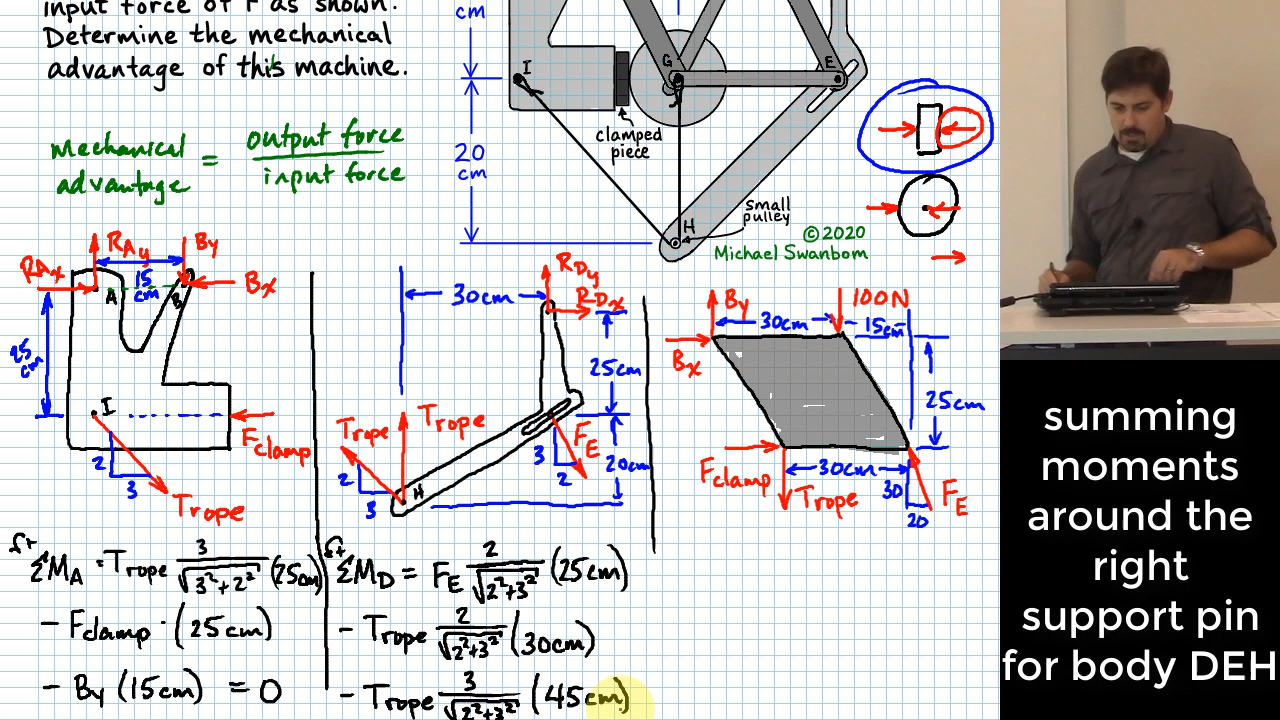 input force of F as shown.
Determine the mechanical
advantage of this machine.
mechanical advantage = output force / input force
cm
20
cm
I
G
E
H
clamped
piece
small
pulley
© 2020
Michael Swanbom
RAx
RAy
By
15
cm
A
B
Bx
25
cm
I
Fclamp
2
3
Trope
30cm
RDy
RDx
25cm
Trope
Trope
FE
3
2
20cm
2
3
H
By
100N
30cm
15cm
Bx
25cm
Fclamp
30cm
30
Trope
FE
20
ΣMA = Trope 3/√(3²+2²) (25cm)
- Fclamp · (25cm)
- By (15cm) = 0
ΣMD = FE 2/√(2²+3²) (25cm)
- Trope 2/√(2²+3²) (30cm)
- Trope 3/√(2²+3²) (45cm)
summing
moments
around the
right
support pin
for body DEH